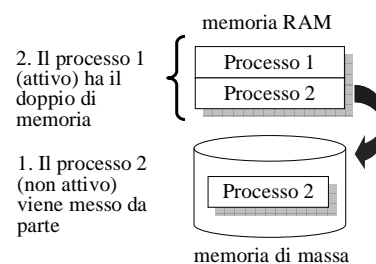 memoria RAM
2. Il processo 1
(attivo) ha il
doppio di
memoria
Processo 1
Processo 2
1. Il processo 2
(non attivo)
viene messo da
parte
Processo 2
memoria di massa